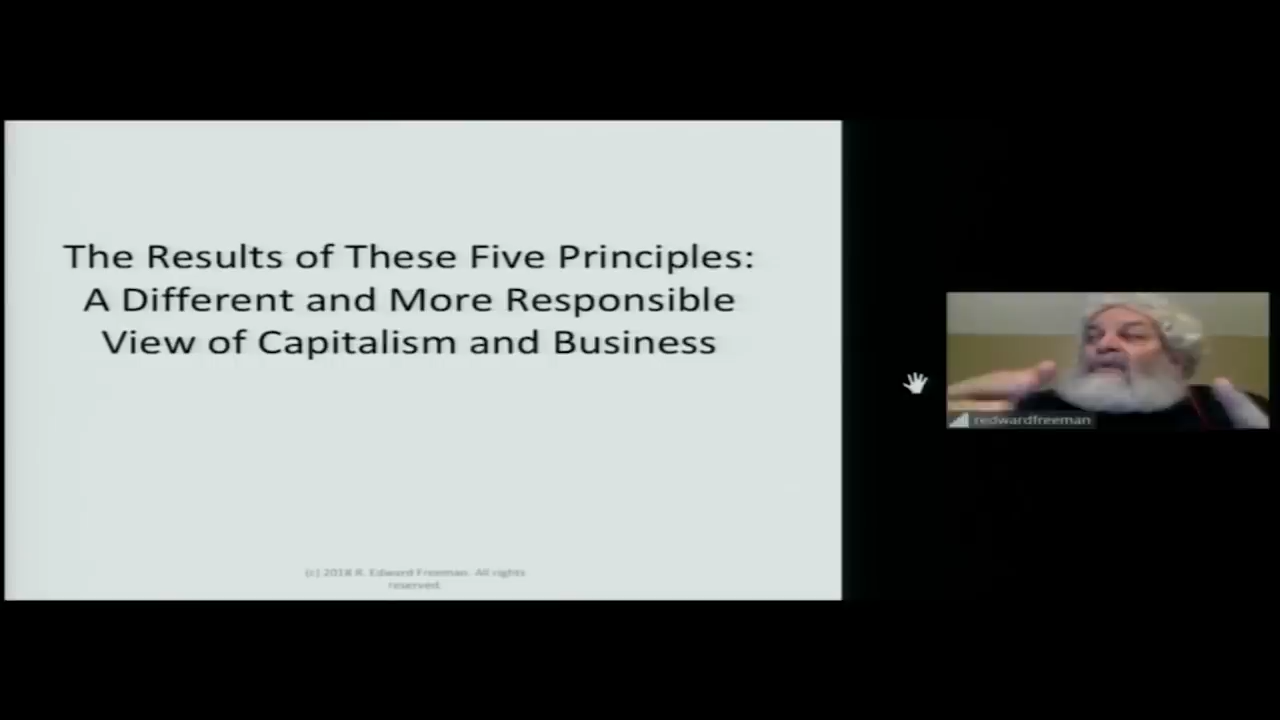 The Results of These Five Principles:
A Different and More Responsible
View of Capitalism and Business
(c) 2018 R. Edward Freeman. All rights
reserved.
redwardfreeman